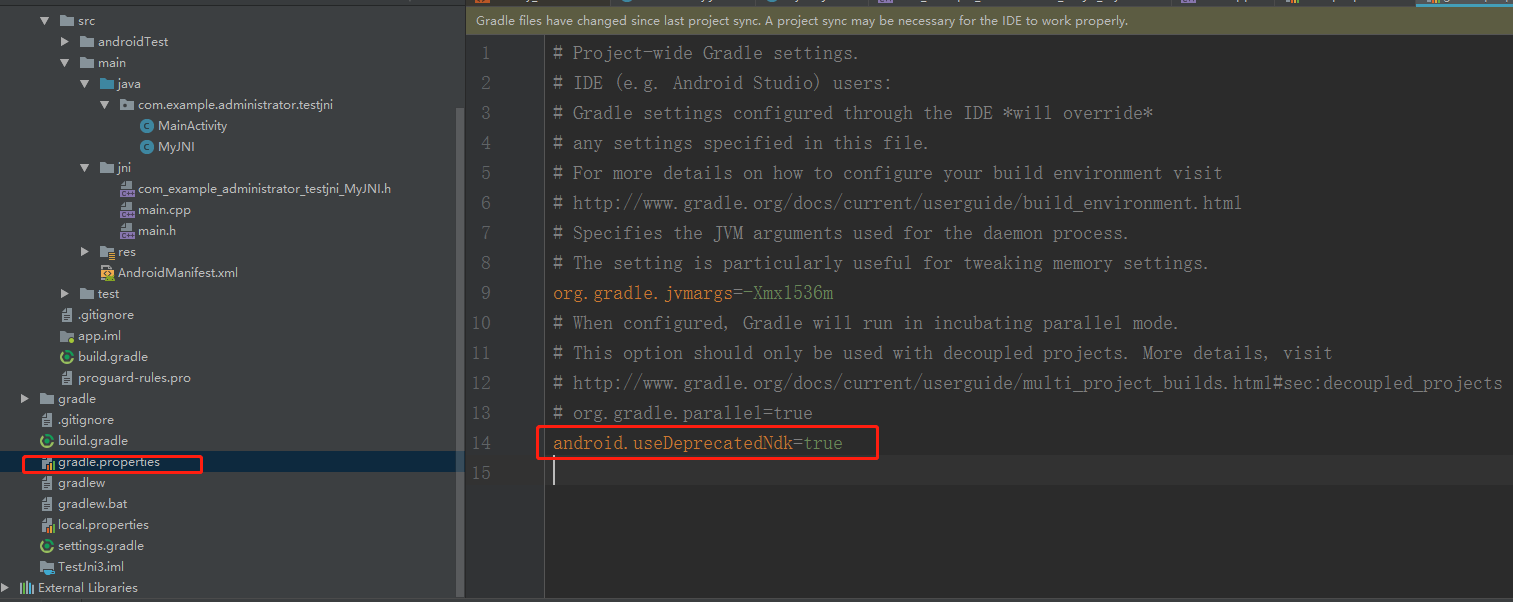 src
androidTest
main
java
com.example.administrator.testjni
MainActivity
MyJNI
jni
com_example_administrator_testjni_MyJNI.h
main.cpp
main.h
res
AndroidManifest.xml
test
.gitignore
app.iml
build.gradle
proguard-rules.pro
gradle
.gitignore
build.gradle
gradle.properties
gradlew
gradlew.bat
local.properties
settings.gradle
TestJni3.iml
External Libraries
Gradle files have changed since last project sync. A project sync may be necessary for the IDE to work properly.
1 # Project-wide Gradle settings.
2 # IDE (e.g. Android Studio) users:
3 # Gradle settings configured through the IDE *will override*
4 # any settings specified in this file.
5 # For more details on how to configure your build environment visit
6 # http://www.gradle.org/docs/current/userguide/build_environment.html
7 # Specifies the JVM arguments used for the daemon process.
8 # The setting is particularly useful for tweaking memory settings.
9 org.gradle.jvmargs=-Xmx1536m
10 # When configured, Gradle will run in incubating parallel mode.
11 # This option should only be used with decoupled projects. More details, visit
12 # http://www.gradle.org/docs/current/userguide/multi_project_builds.html#sec:decoupled_projects
13 # org.gradle.parallel=true
14 android.useDeprecatedNdk=true
15